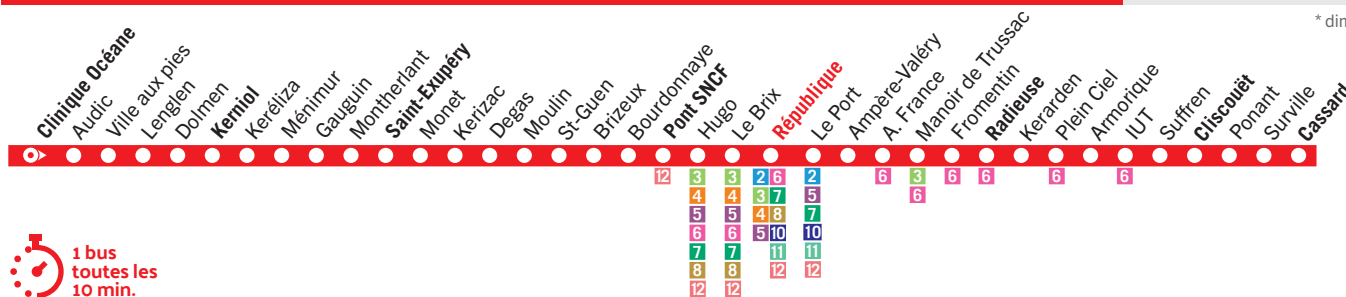 * dim
Clinique Océane
Audic
Ville aux pies
Lenglen
Dolmen
Kerniol
Keréliza
Ménimur
Gauguin
Montherlant
Saint-Exupéry
Monet
Kerizac
Degas
Moulin
St-Guen
Brizeux
Bourdonnaye
Pont SNCF
Hugo
Le Brix
République
Le Port
Ampère-Valéry
A. France
Manoir de Trussac
Fromentin
Radieuse
Kerarden
Plein Ciel
Armorique
IUT
Suffren
Cliscouët
Ponant
Surville
Cassard
12 3 3 2 6 2 6 3 6 6 6 6
4 4 3 7 5 6
5 5 4 8 7
6 6 5 10 10
7 7 11 11
8 8 12 12
12 12
1 bus
toutes les
10 min.